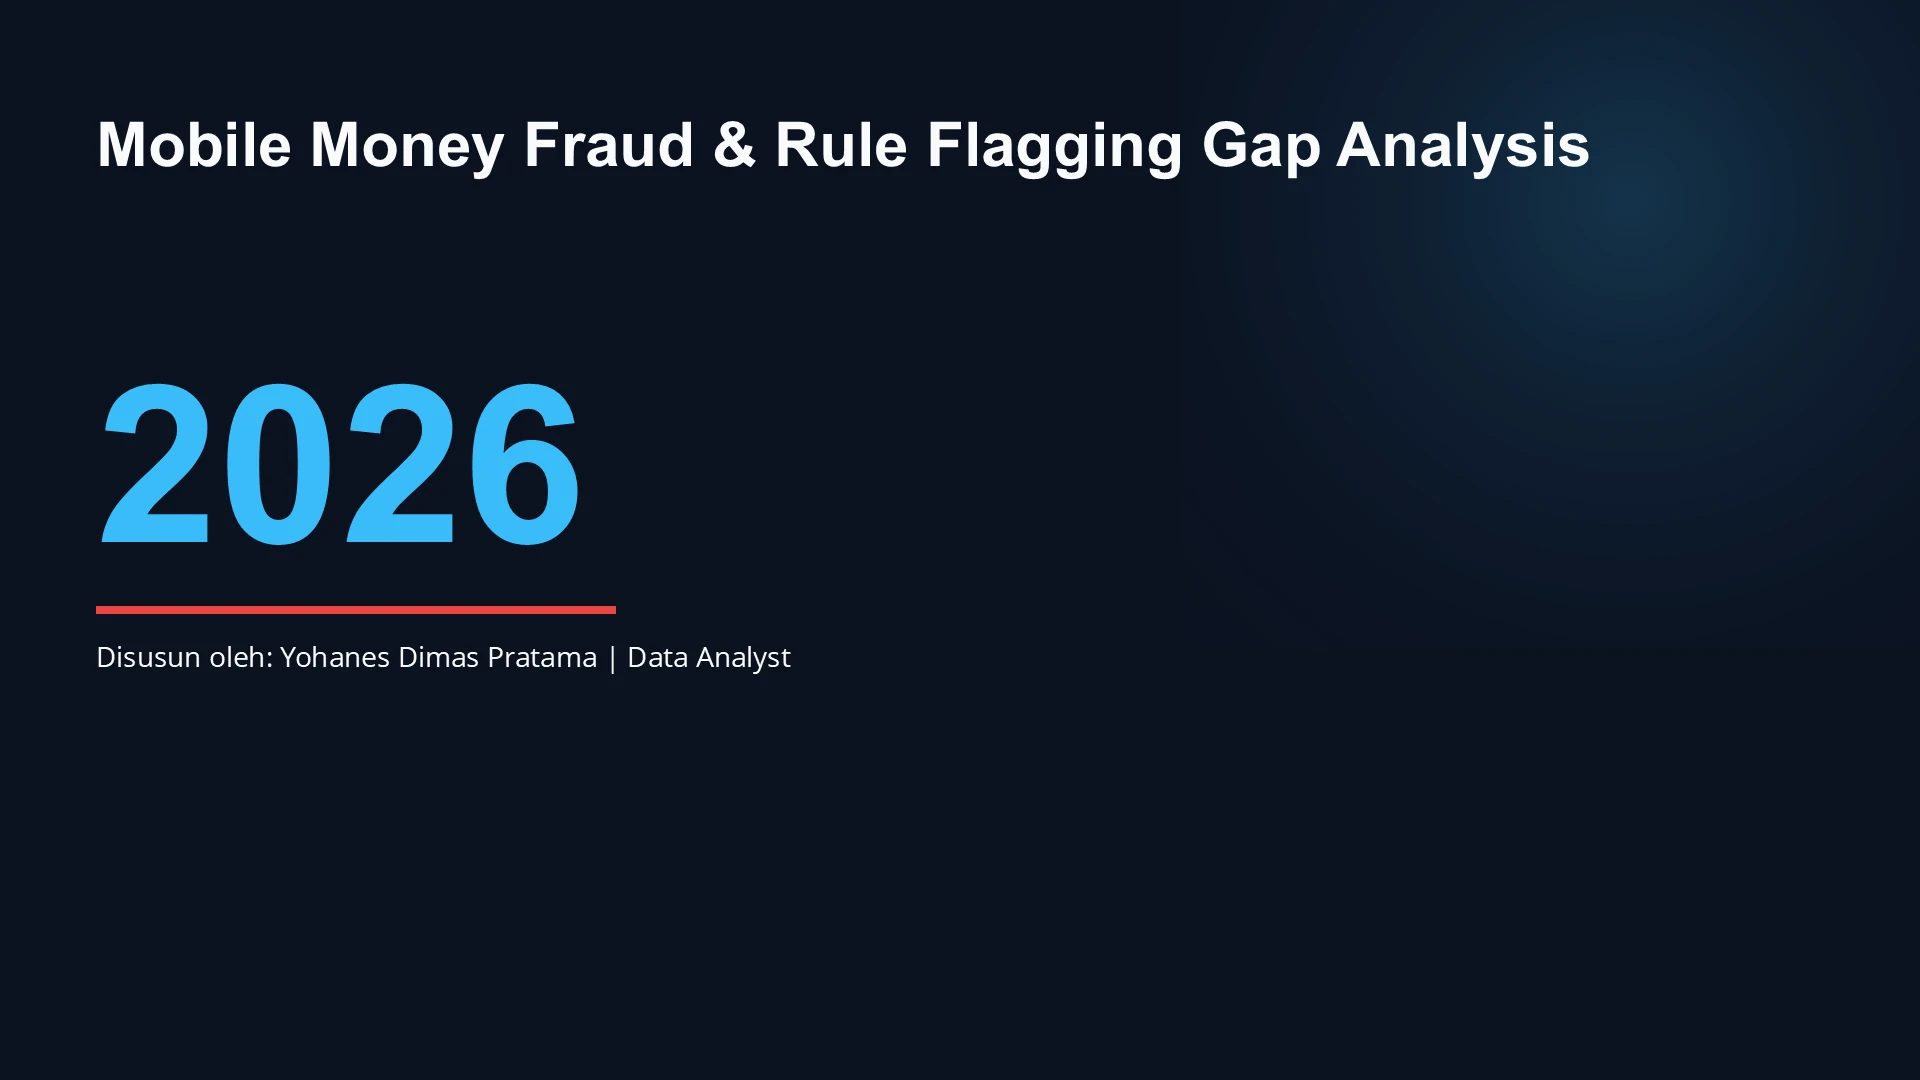 Mobile Money Fraud & Rule Flagging Gap Analysis
2026
Disusun oleh: Yohanes Dimas Pratama | Data Analyst